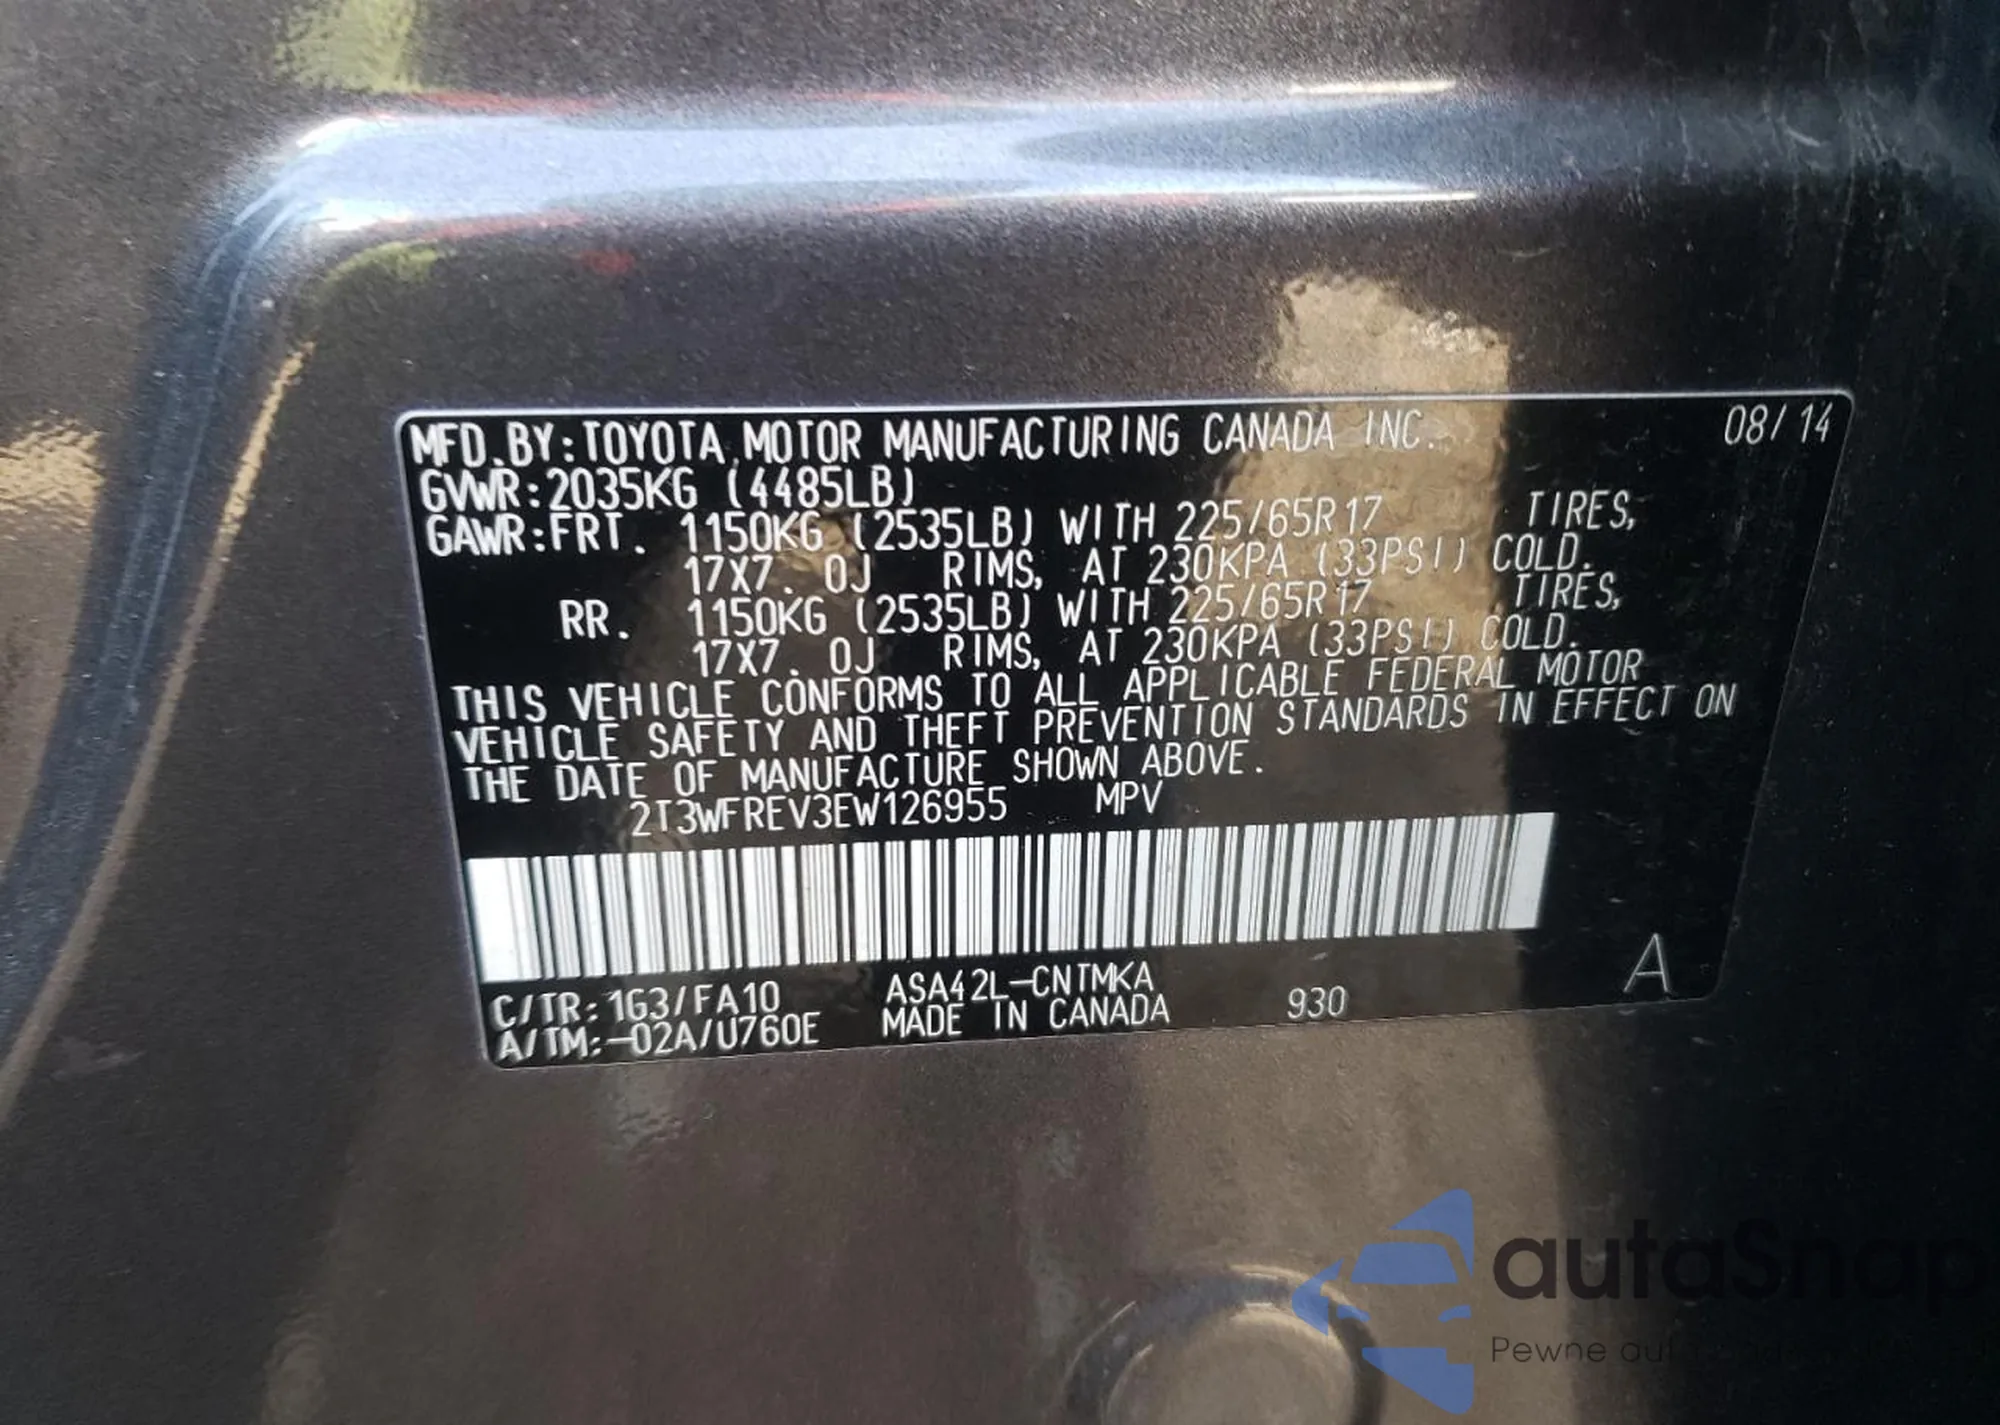 MFD.BY:TOYOTA MOTOR MANUFACTURING CANADA INC. 08/14
GVWR:2035KG (4485LB)
GAWR:FRT. 1150KG (2535LB) WITH 225/65R17 TIRES,
17X7.0J RIMS, AT 230KPA (33PSI) COLD.
RR. 1150KG (2535LB) WITH 225/65R17 TIRES,
17X7.0J RIMS, AT 230KPA (33PSI) COLD.
THIS VEHICLE CONFORMS TO ALL APPLICABLE FEDERAL MOTOR
VEHICLE SAFETY AND THEFT PREVENTION STANDARDS IN EFFECT ON
THE DATE OF MANUFACTURE SHOWN ABOVE.
2T3WFREV3EW126955 MPV
C/TR:1G3/FA10 ASA42L-CNTMKA 930 A
A/TM:-02A/U760E MADE IN CANADA
autaSnap
Pewne